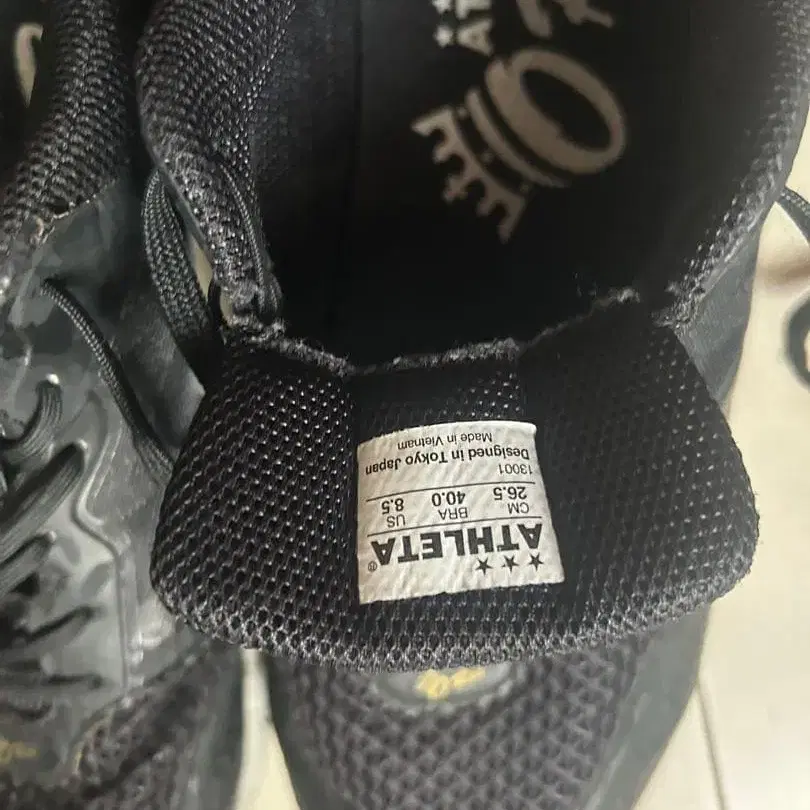 ★★★
ATHLETA®
CM BRA US
26.5 40.0 8.5
13001
Designed in Tokyo Japan
Made in Vietnam